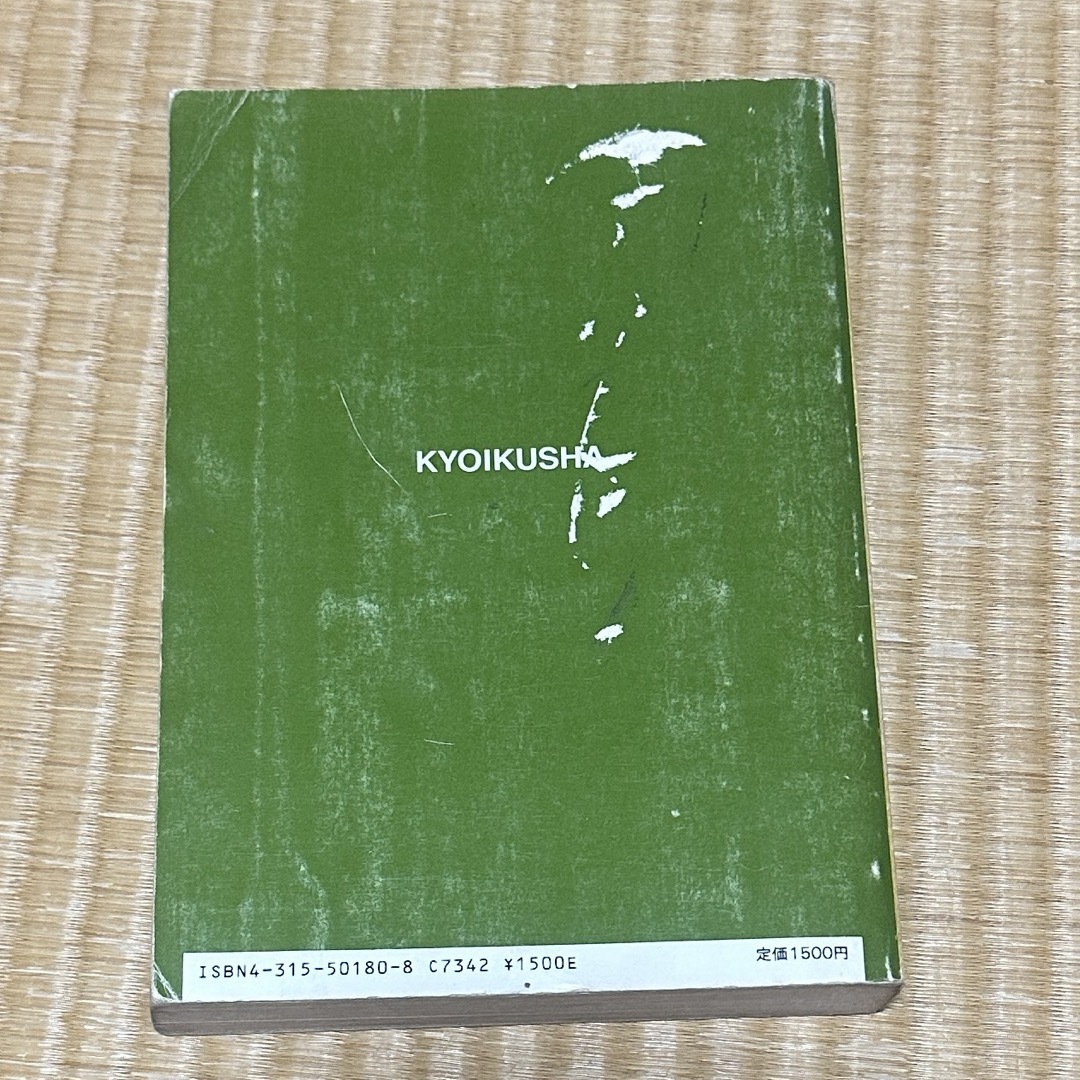 KYOIKUSHA
ISBN4-315-50180-8 C7342 ¥1500E
定価1500円